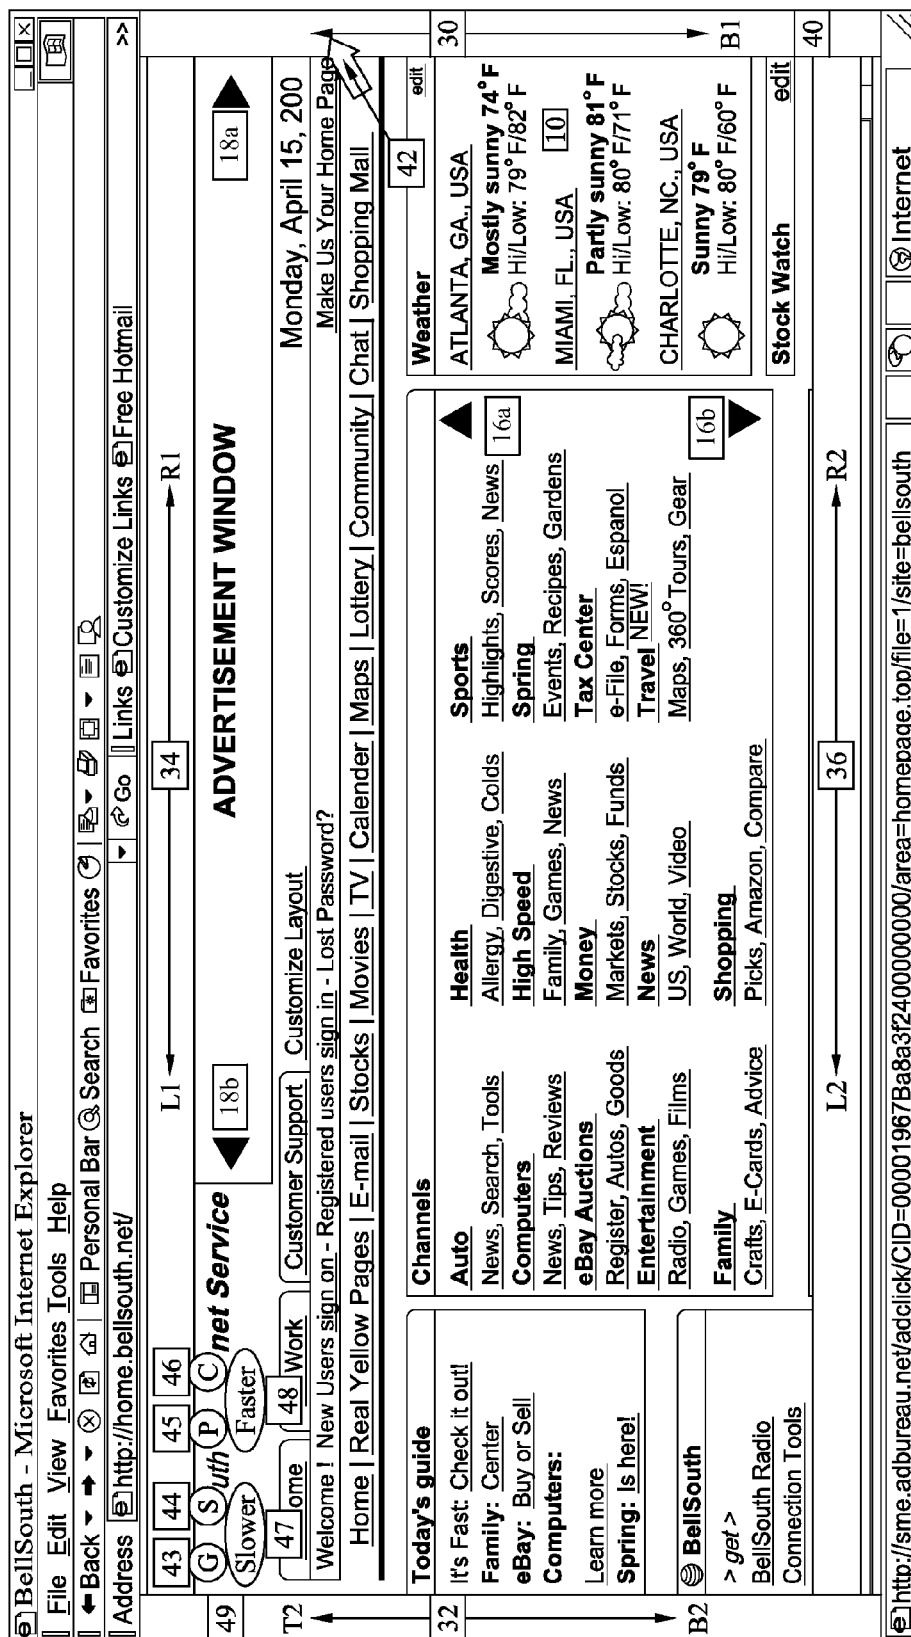 BellSouth - Microsoft Internet Explorer
File Edit View Favorites Tools Help
Back Personal Bar Search Favorites
Address http://home.bellsouth.net/ Go Links Customize Links Free Hotmail >>
43 44 45 46 L1 34 R1
49 G S uth P C net Service 18b ADVERTISEMENT WINDOW 18a
Slower Faster
47 ome 48 Work Customer Support Customize Layout Monday, April 15, 200
T2
Welcome ! New Users sign on - Registered users sign in - Lost Password? Make Us Your Home Page
Home | Real Yellow Pages | E-mail | Stocks | Movies | TV | Calender | Maps | Lottery | Community | Chat | Shopping Mall
42
Today's guide
It's Fast: Check it out!
Family: Center
eBay: Buy or Sell
Computers:
Learn more
Spring: Is here!
32
B2
BellSouth
> get >
BellSouth Radio
Connection Tools
Channels
Auto
News, Search, Tools
Computers
News, Tips, Reviews
eBay Auctions
Register, Autos, Goods
Entertainment
Radio, Games, Films
Family
Crafts, E-Cards, Advice
Health
Allergy, Digestive, Colds
High Speed
Family, Games, News
Money
Markets, Stocks, Funds
News
US, World, Video
Shopping
Picks, Amazon, Compare
Sports
Highlights, Scores, News
Spring
Events, Recipes, Gardens
Tax Center
e-File, Forms, Espanol
Travel NEW!
Maps, 360° Tours, Gear
16a
16b
Weather edit
ATLANTA, GA., USA
Mostly sunny 74° F
Hi/Low: 79° F/82° F
MIAMI, FL., USA 10
Partly sunny 81° F
Hi/Low: 80° F/71° F
CHARLOTTE, NC., USA
Sunny 79° F
Hi/Low: 80° F/60° F
Stock Watch edit
30
B1
40
L2 36 R2
http://sme.adbureau.net/adclick/CID=00001967Ba8a3f2400000000/area=homepage.top/file=1/site=bellsouth Internet